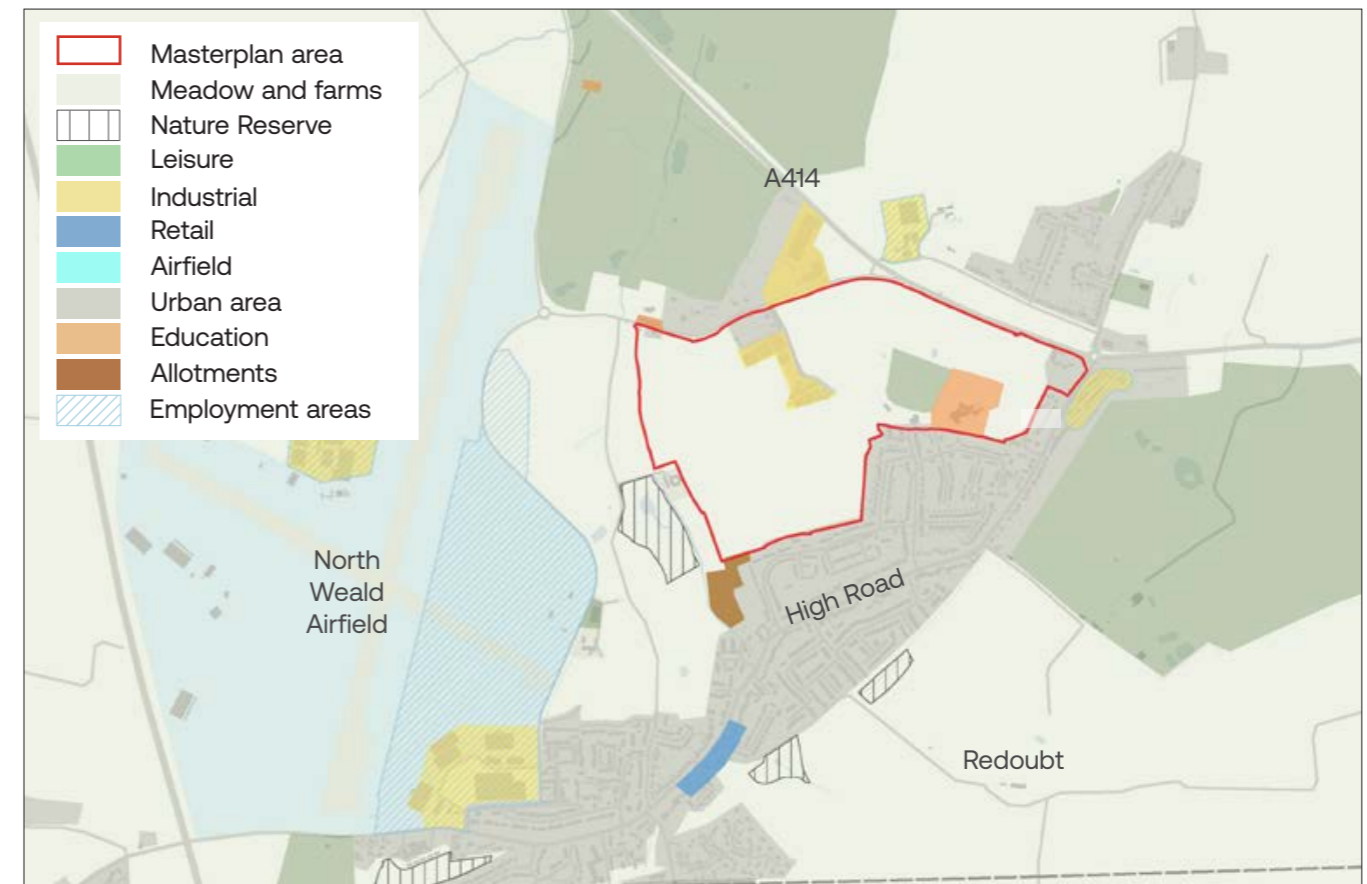 Masterplan area
Meadow and farms
Nature Reserve
Leisure
Industrial
Retail
Airfield
Urban area
Education
Allotments
Employment areas
A414
North
Weald
Airfield
High Road
Redoubt